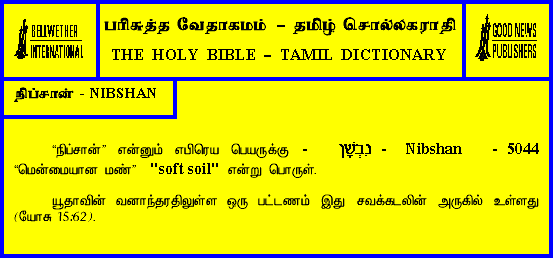 BELLWETHER
INTERNATIONAL
பரிசுத்த வேதாகமம் – தமிழ் சொல்லகராதி
THE HOLY BIBLE – TAMIL DICTIONARY
GOOD NEWS
PUBLISHERS
நிப்சான் - NIBSHAN
“நிப்சான்” என்னும் எபிரெய பெயருக்கு - נִבְשָׁן - Nibshan - 5044
“மென்மையான மண்” "soft soil" என்று பொருள்.
யூதாவின் வனாந்தரதிலுள்ள ஒரு பட்டணம் இது சவக்கடலின் அருகில் உள்ளது
(யோசு 15:62).